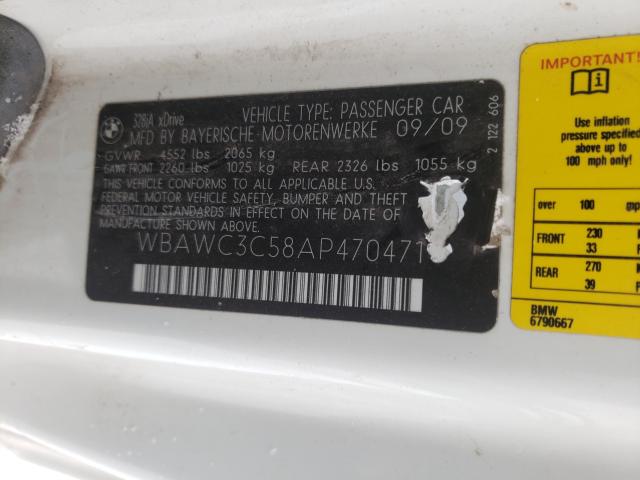 328iA xDrive
VEHICLE TYPE: PASSENGER CAR
MFD BY BAYERISCHE MOTORENWERKE 09/09
GVWR 4552 lbs 2065 kg
GAWR FRONT 2260 lbs 1025 kg REAR 2326 lbs 1055 kg
THIS VEHICLE CONFORMS TO ALL APPLICABLE U.S.
FEDERAL MOTOR VEHICLE SAFETY, BUMPER, AND THEFT
PREVENTION STANDARDS IN EFFECT ON THE DATE OF
MANUFACTURE SHOWN ABOVE.
WBAWC3C58AP470471
2 122 606
IMPORTANT!
i
Use inflation
pressure specified
above up to
100 mph only!
over 100
FRONT 230
33
REAR 270
39
BMW
6790667